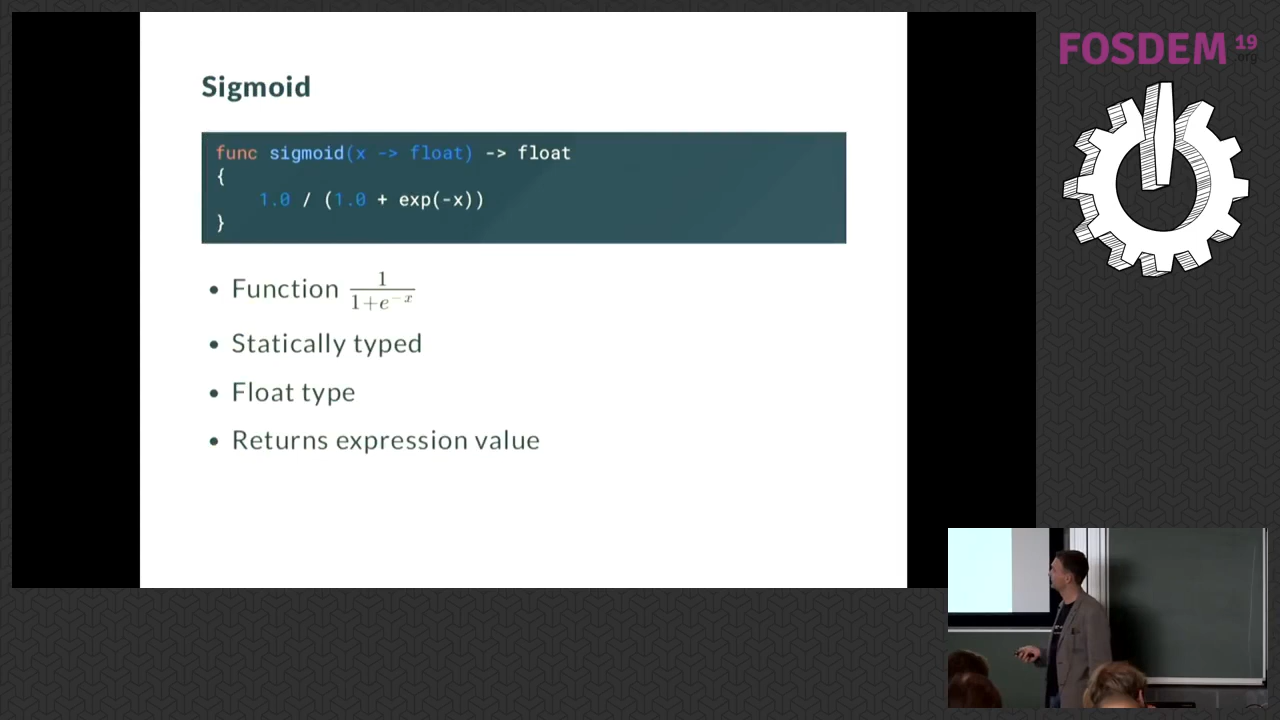 Sigmoid
func sigmoid(x -> float) -> float
{
1.0 / (1.0 + exp(-x))
}
• Function 1/(1+e^-x)
• Statically typed
• Float type
• Returns expression value
FOSDEM 19
.org